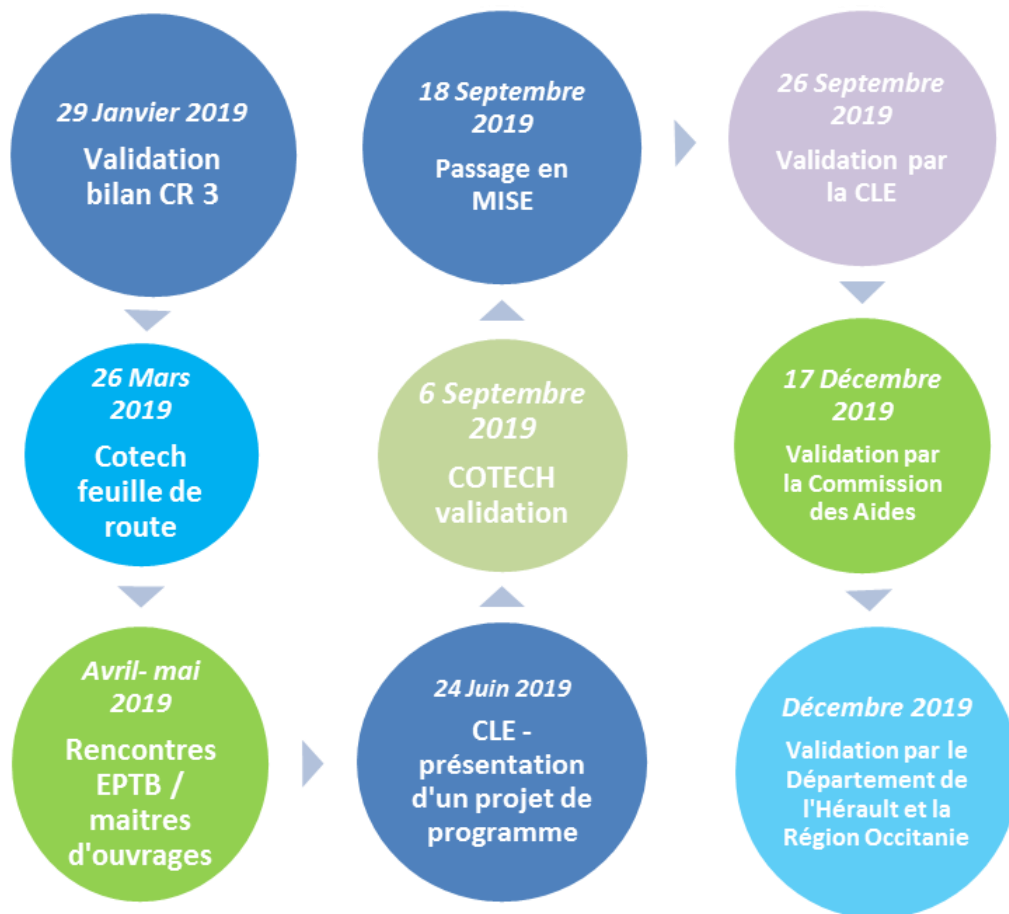 29 Janvier 2019
Validation
bilan CR 3
26 Mars
2019
Cotech
feuille de
route
Avril- mai
2019
Rencontres
EPTB /
maitres
d'ouvrages
24 Juin 2019
CLE -
présentation
d'un projet de
programme
6 Septembre
2019
COTECH
validation
18 Septembre
2019
Passage en
MISE
26 Septembre
2019
Validation par
la CLE
17 Décembre
2019
Validation par
la Commission
des Aides
Décembre 2019
Validation par le
Département de
l'Hérault et la
Région Occitanie